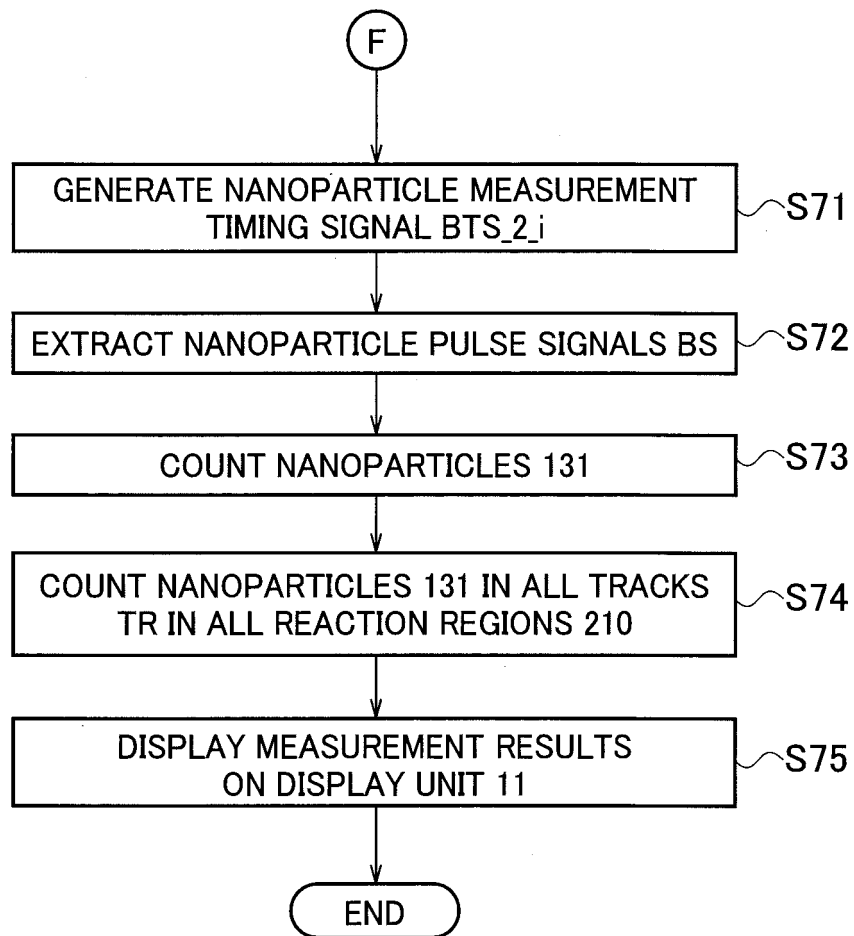 F
GENERATE NANOPARTICLE MEASUREMENT
TIMING SIGNAL BTS_2_i
S71
EXTRACT NANOPARTICLE PULSE SIGNALS BS
S72
COUNT NANOPARTICLES 131
S73
COUNT NANOPARTICLES 131 IN ALL TRACKS
TR IN ALL REACTION REGIONS 210
S74
DISPLAY MEASUREMENT RESULTS
ON DISPLAY UNIT 11
S75
END